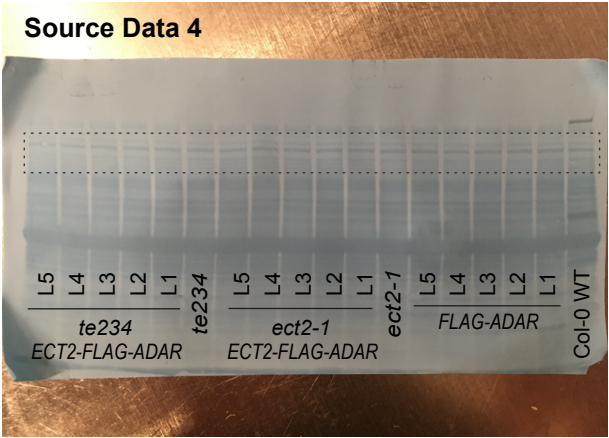 Source Data 4
L5 L4 L3 L2 L1 te234 L5 L4 L3 L2 L1 ect2-1 L5 L4 L3 L2 L1 Col-0 WT
te234 ect2-1 FLAG-ADAR
ECT2-FLAG-ADAR ECT2-FLAG-ADAR